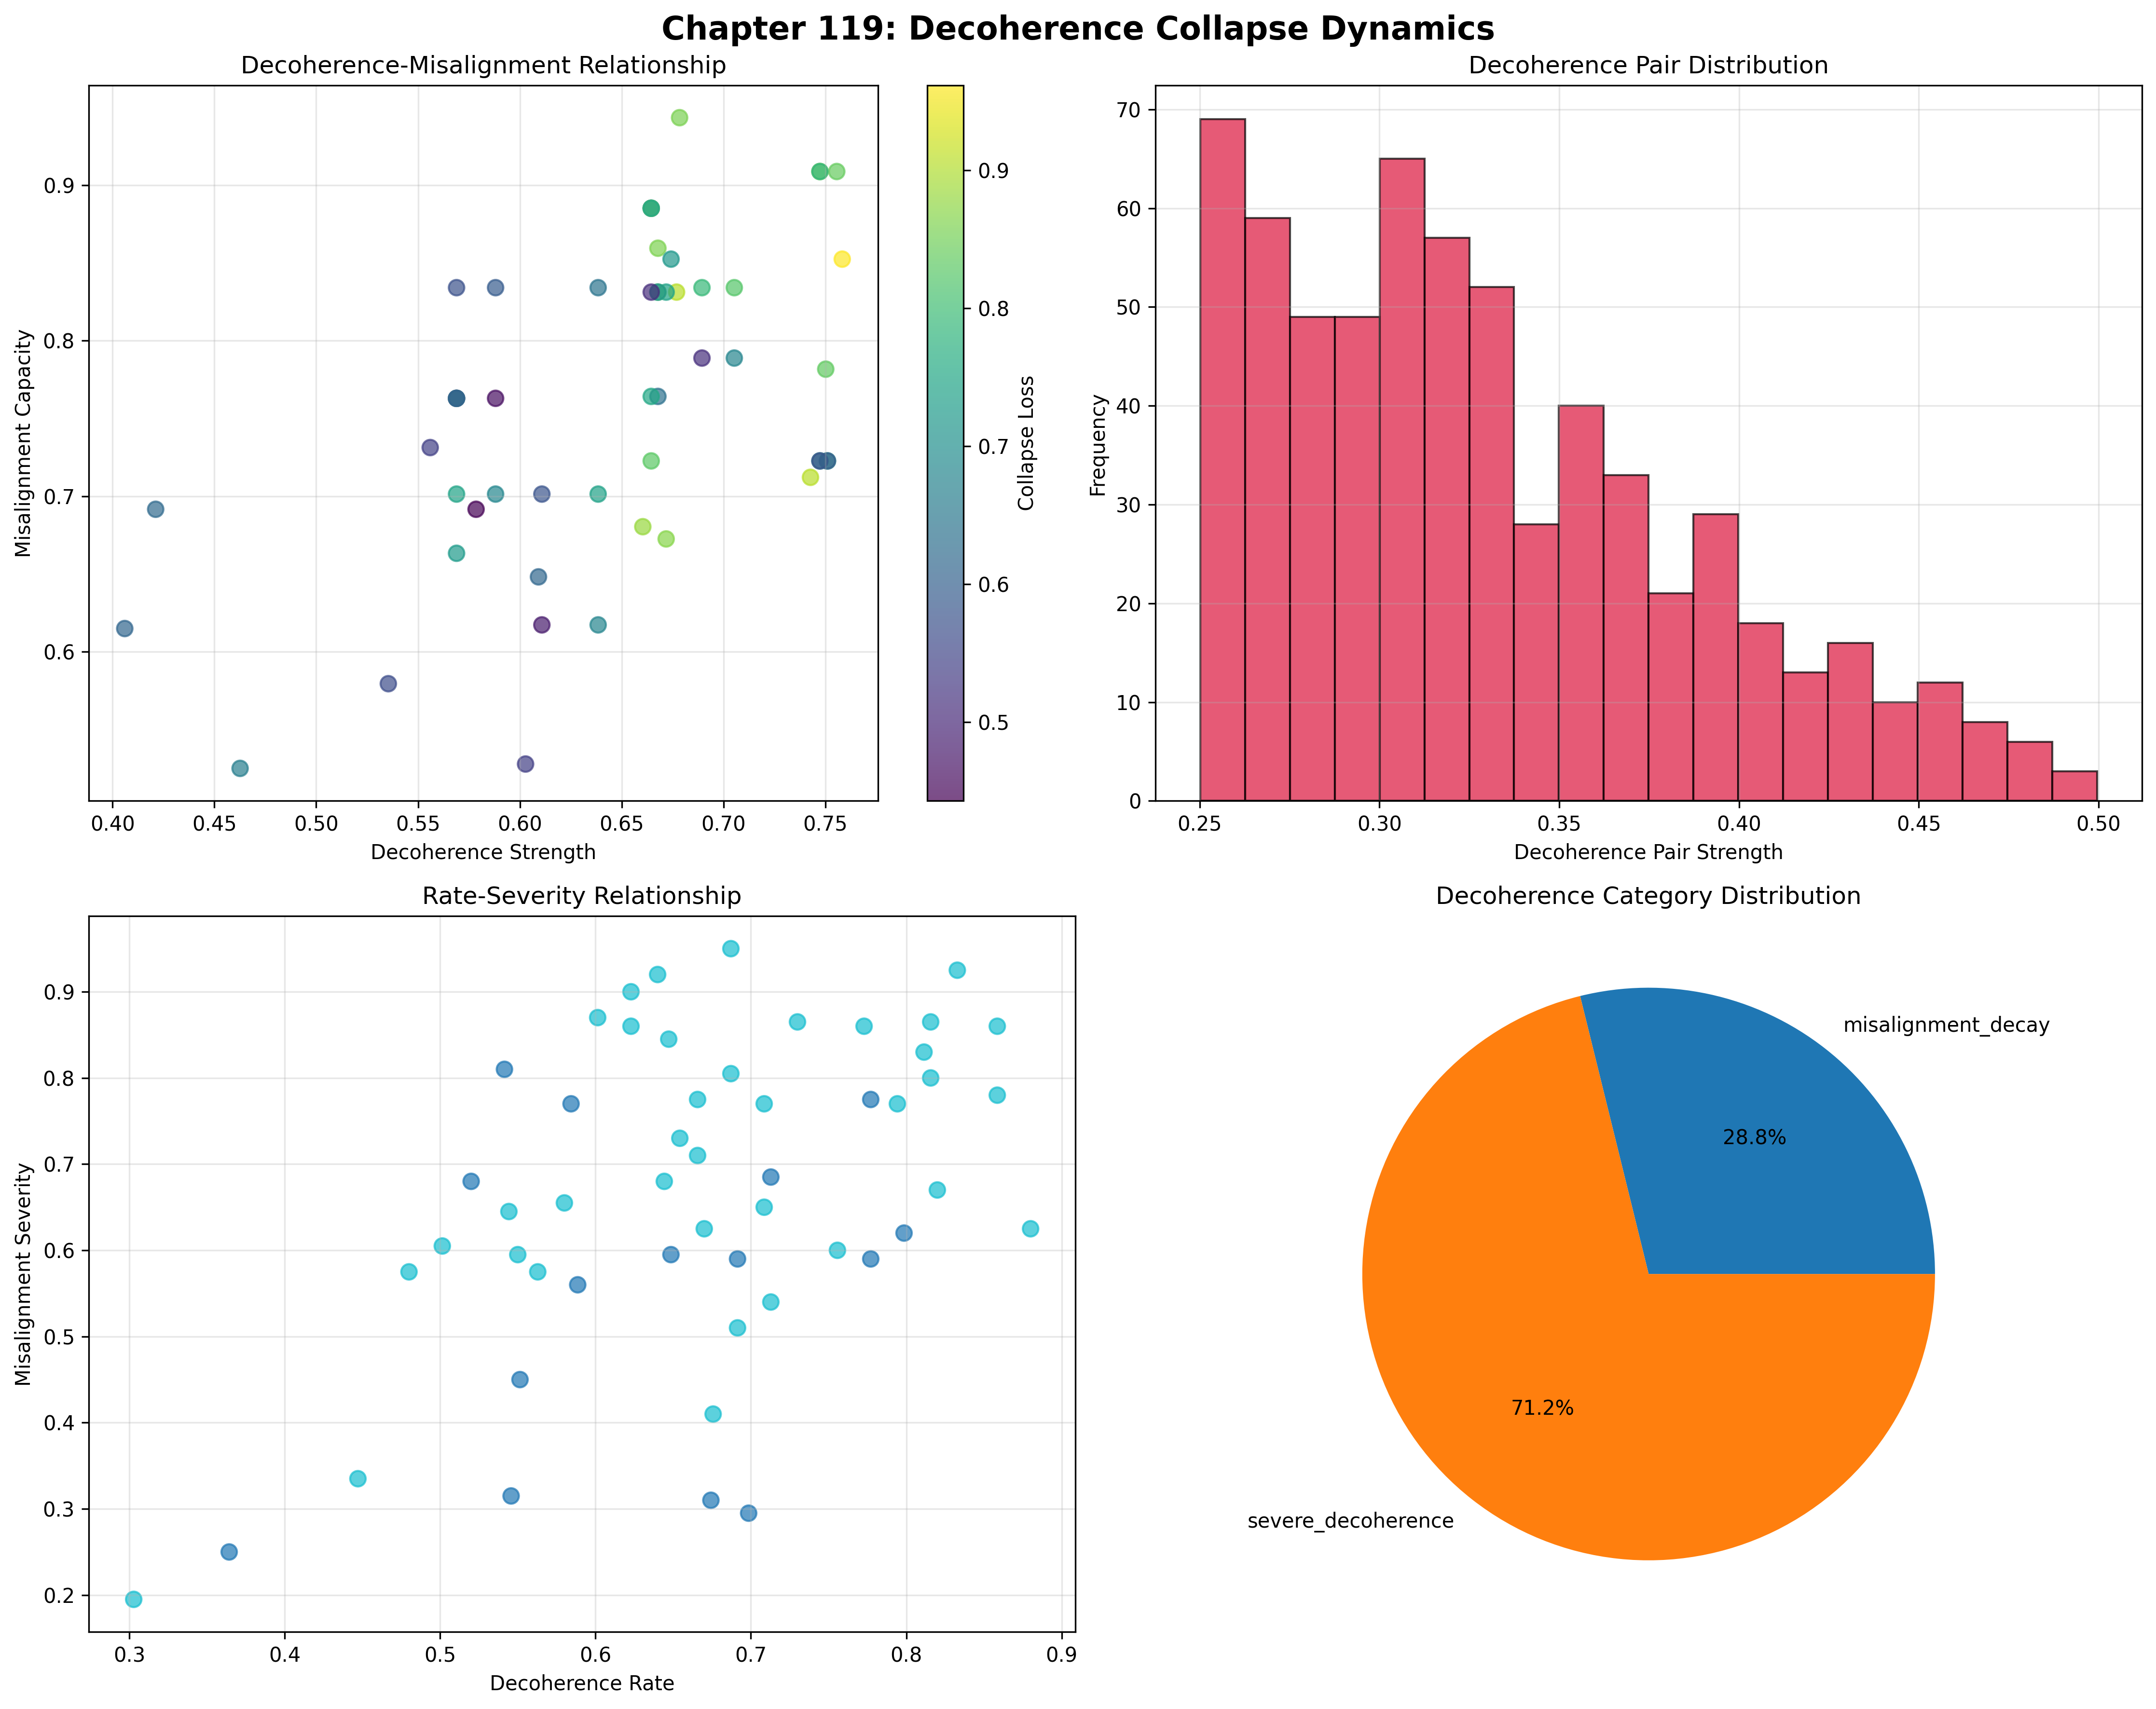 Chapter 119: Decoherence Collapse Dynamics
Decoherence-Misalignment Relationship
Misalignment Capacity
0.9
0.8
0.7
0.6
0.40 0.45 0.50 0.55 0.60 0.65 0.70 0.75
Decoherence Strength
0.9
0.8
0.7
0.6
0.5
Collapse Loss
Decoherence Pair Distribution
Frequency
70
60
50
40
30
20
10
0
0.25 0.30 0.35 0.40 0.45 0.50
Decoherence Pair Strength
Rate-Severity Relationship
Misalignment Severity
0.9
0.8
0.7
0.6
0.5
0.4
0.3
0.2
0.3 0.4 0.5 0.6 0.7 0.8 0.9
Decoherence Rate
Decoherence Category Distribution
misalignment_decay
28.8%
71.2%
severe_decoherence